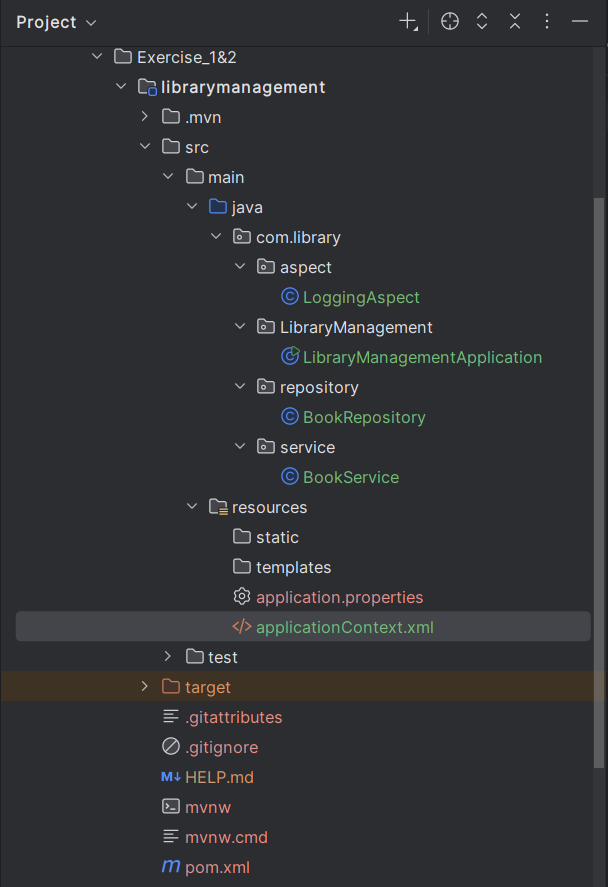 Project
Exercise_1&2
librarymanagement
.mvn
src
main
java
com.library
aspect
LoggingAspect
LibraryManagement
LibraryManagementApplication
repository
BookRepository
service
BookService
resources
static
templates
application.properties
applicationContext.xml
test
target
.gitattributes
.gitignore
HELP.md
mvnw
mvnw.cmd
pom.xml